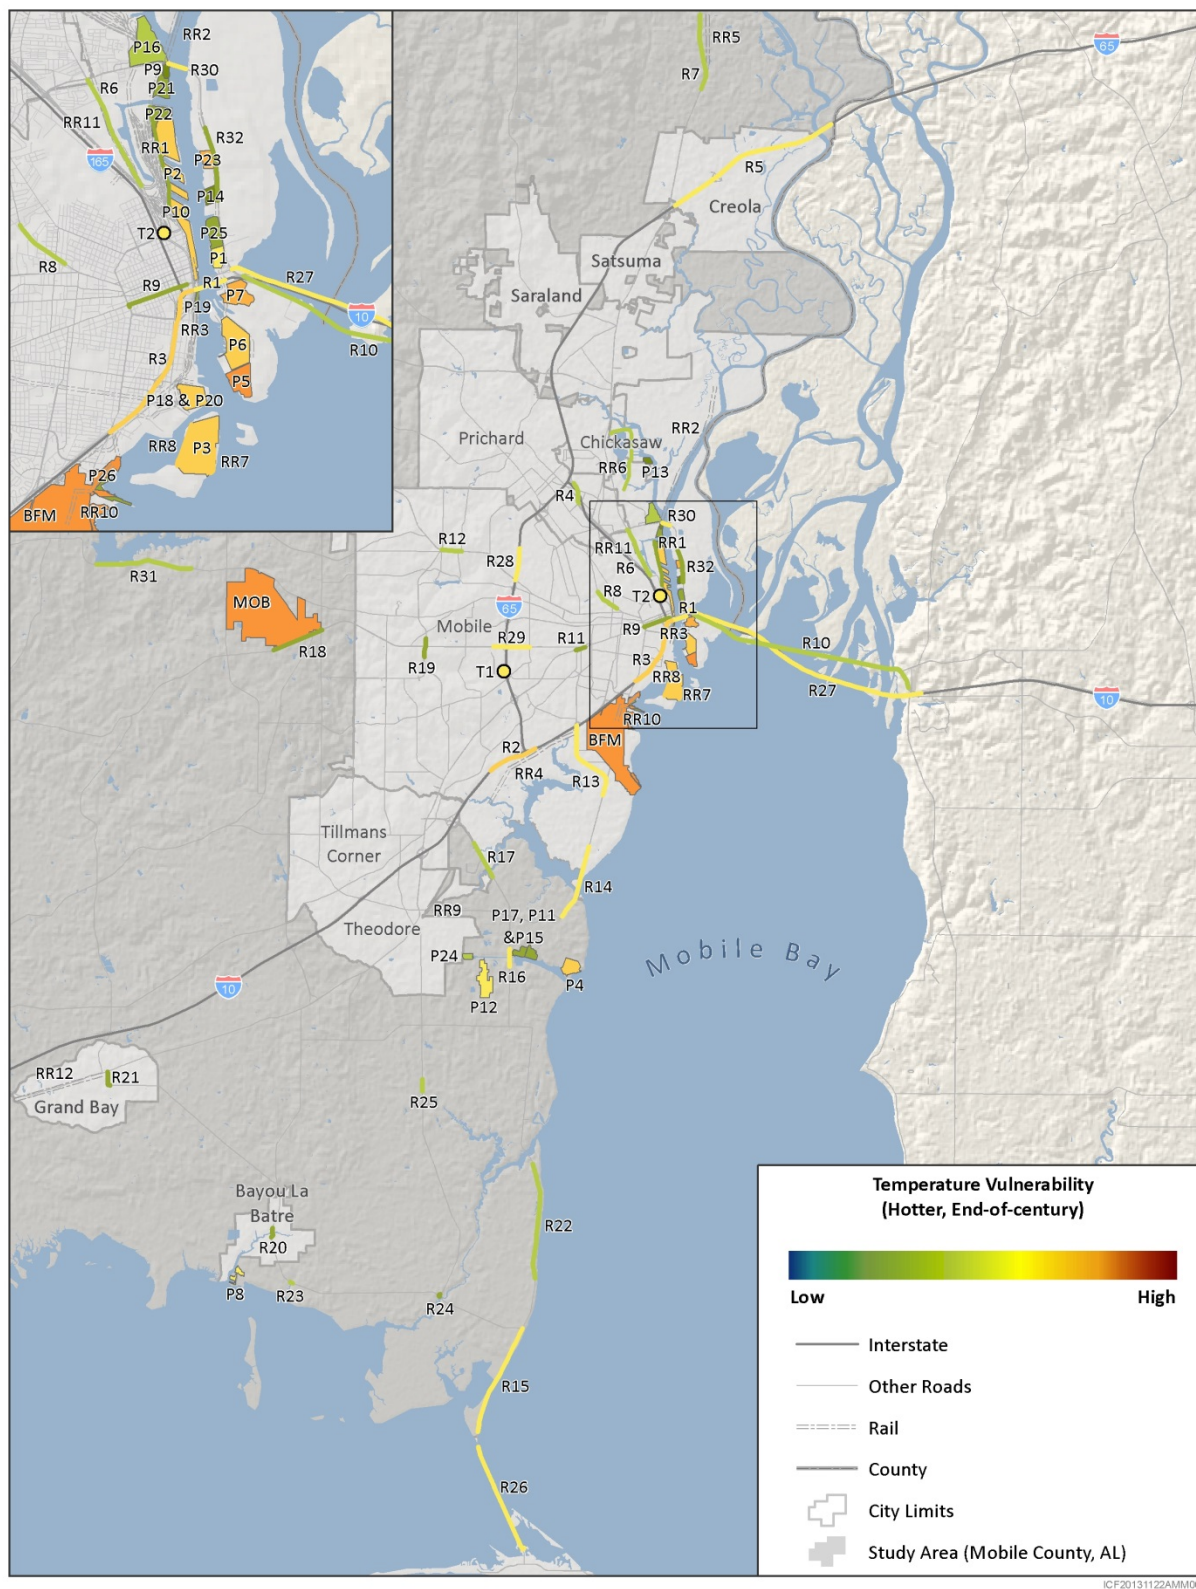 P16
RR2
P9
R30
R6
P21
RR11
P22
165
RR1
R32
P23
P2
P14
P10
T2
P25
P1
R8
R27
R9
R1
P7
P19
10
RR3
R10
P6
R3
P5
P18 & P20
RR8
P3
RR7
P26
RR10
BFM
RR5
R7
65
R5
Creola
Satsuma
Saraland
Prichard
RR2
Chickasaw
RR6
P13
R4
R30
R12
RR1
RR11
R28
R6
R32
R31
R8
T2
MOB
65
R1
Mobile
R9
RR3
R29
R11
R10
R18
R19
R3
T1
RR8
R27
RR7
10
RR10
R2
BFM
RR4
R13
Tillmans
Corner
R17
R14
RR9
P17, P11
&P15
Theodore
P24
Mobile Bay
R16
P4
10
P12
RR12
R21
R25
Grand Bay
Bayou La
Batre
R22
R20
P8
R23
R24
R15
R26
Temperature Vulnerability
(Hotter, End-of-century)
Low
High
Interstate
Other Roads
Rail
County
City Limits
Study Area (Mobile County, AL)